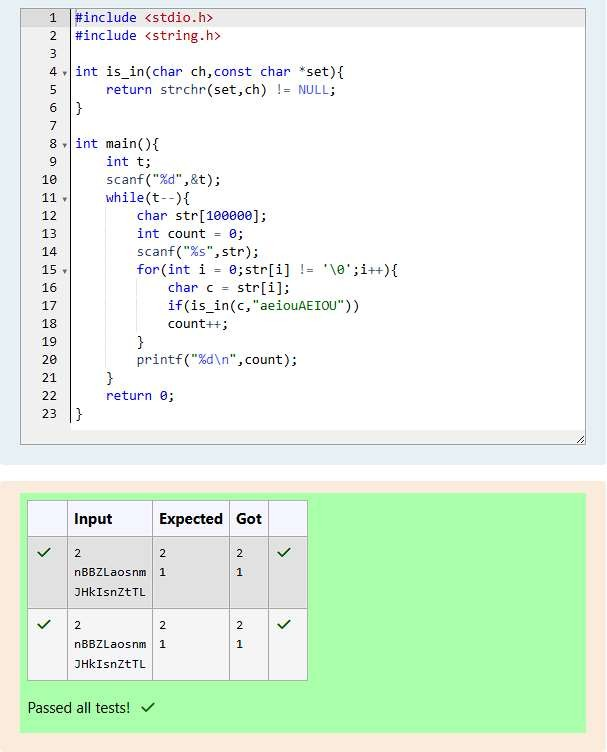 1 #include <stdio.h>
2 #include <string.h>
3
4 int is_in(char ch,const char *set){
5     return strchr(set,ch) != NULL;
6 }
7
8 int main(){
9     int t;
10     scanf("%d",&t);
11     while(t--){
12         char str[100000];
13         int count = 0;
14         scanf("%s",str);
15         for(int i = 0;str[i] != '\0';i++){
16             char c = str[i];
17             if(is_in(c,"aeiouAEIOU"))
18             count++;
19         }
20         printf("%d\n",count);
21     }
22     return 0;
23 }
Input Expected Got
2 2 2
nBBZLaosnm 1 1
JHkIsnZtTL
2 2 2
nBBZLaosnm 1 1
JHkIsnZtTL
Passed all tests!